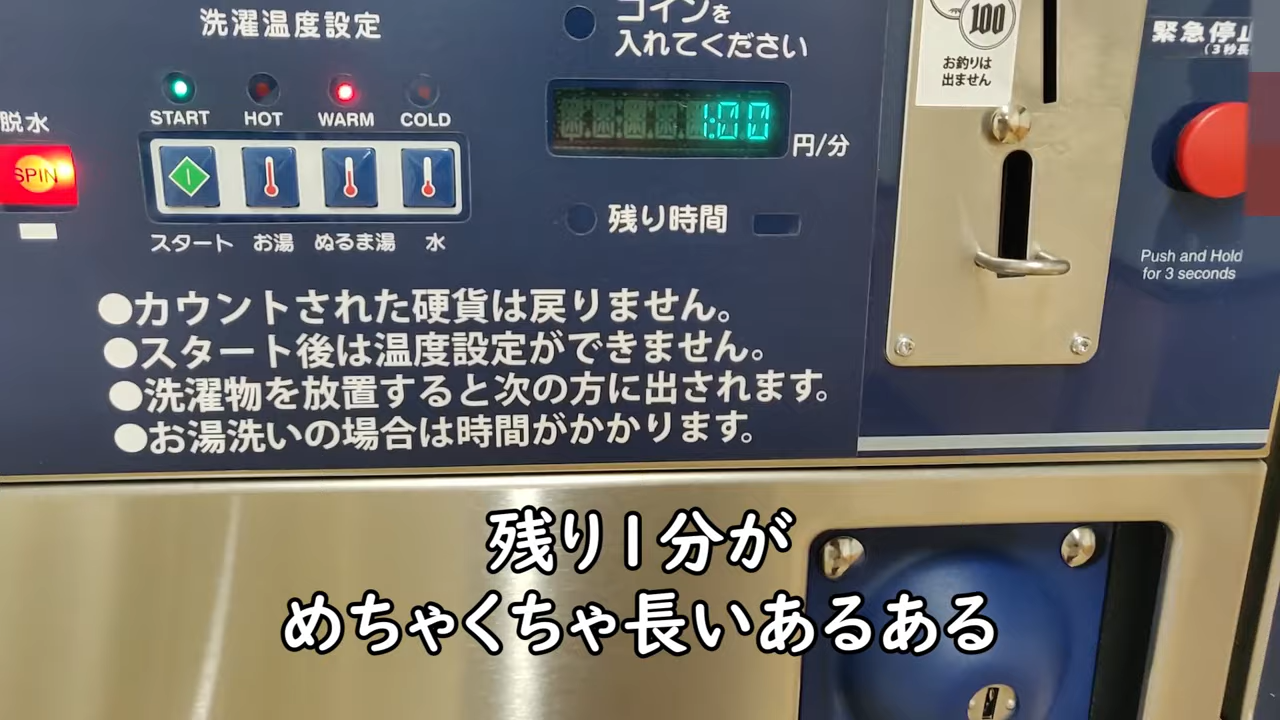 洗濯温度設定
コインを
入れてください
100
お釣りは
出ません
緊急停止
(3秒長
脱水
START HOT WARM COLD
SPIN
1:00
円/分
スタート お湯 ぬるま湯 水
残り時間
Push and Hold
for 3 seconds
●カウントされた硬貨は戻りません。
●スタート後は温度設定ができません。
●洗濯物を放置すると次の方に出されます。
●お湯洗いの場合は時間がかかります。
残り1分が
めちゃくちゃ長いあるある